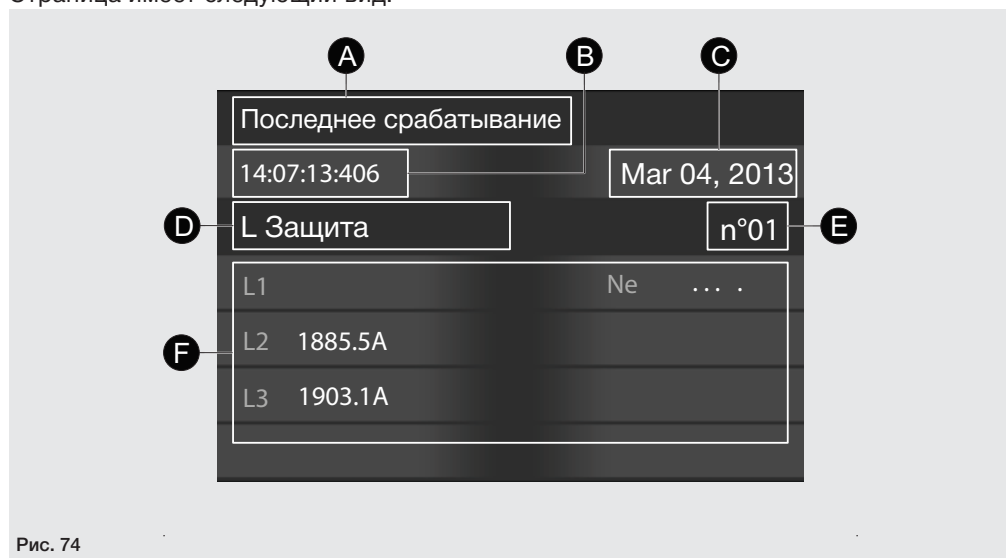 Страница имеет следующий вид:
A B C
Последнее срабатывание
14:07:13:406 Mar 04, 2013
D L Защита n°01 E
L1 Ne ... .
F L2 1885.5A
L3 1903.1A
Рис. 74